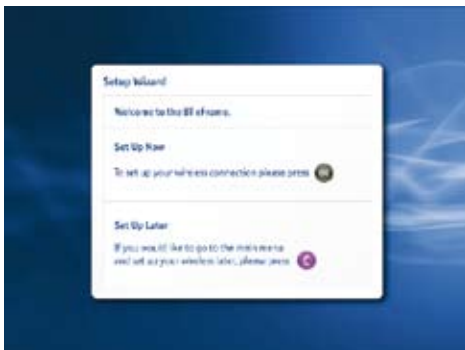 Setup Wizard
Welcome to the BT eFrame.
Set Up Now
To set up your wireless connection please press OK
Set Up Later
If you would like to go to the main menu
and set up your wireless later, please press